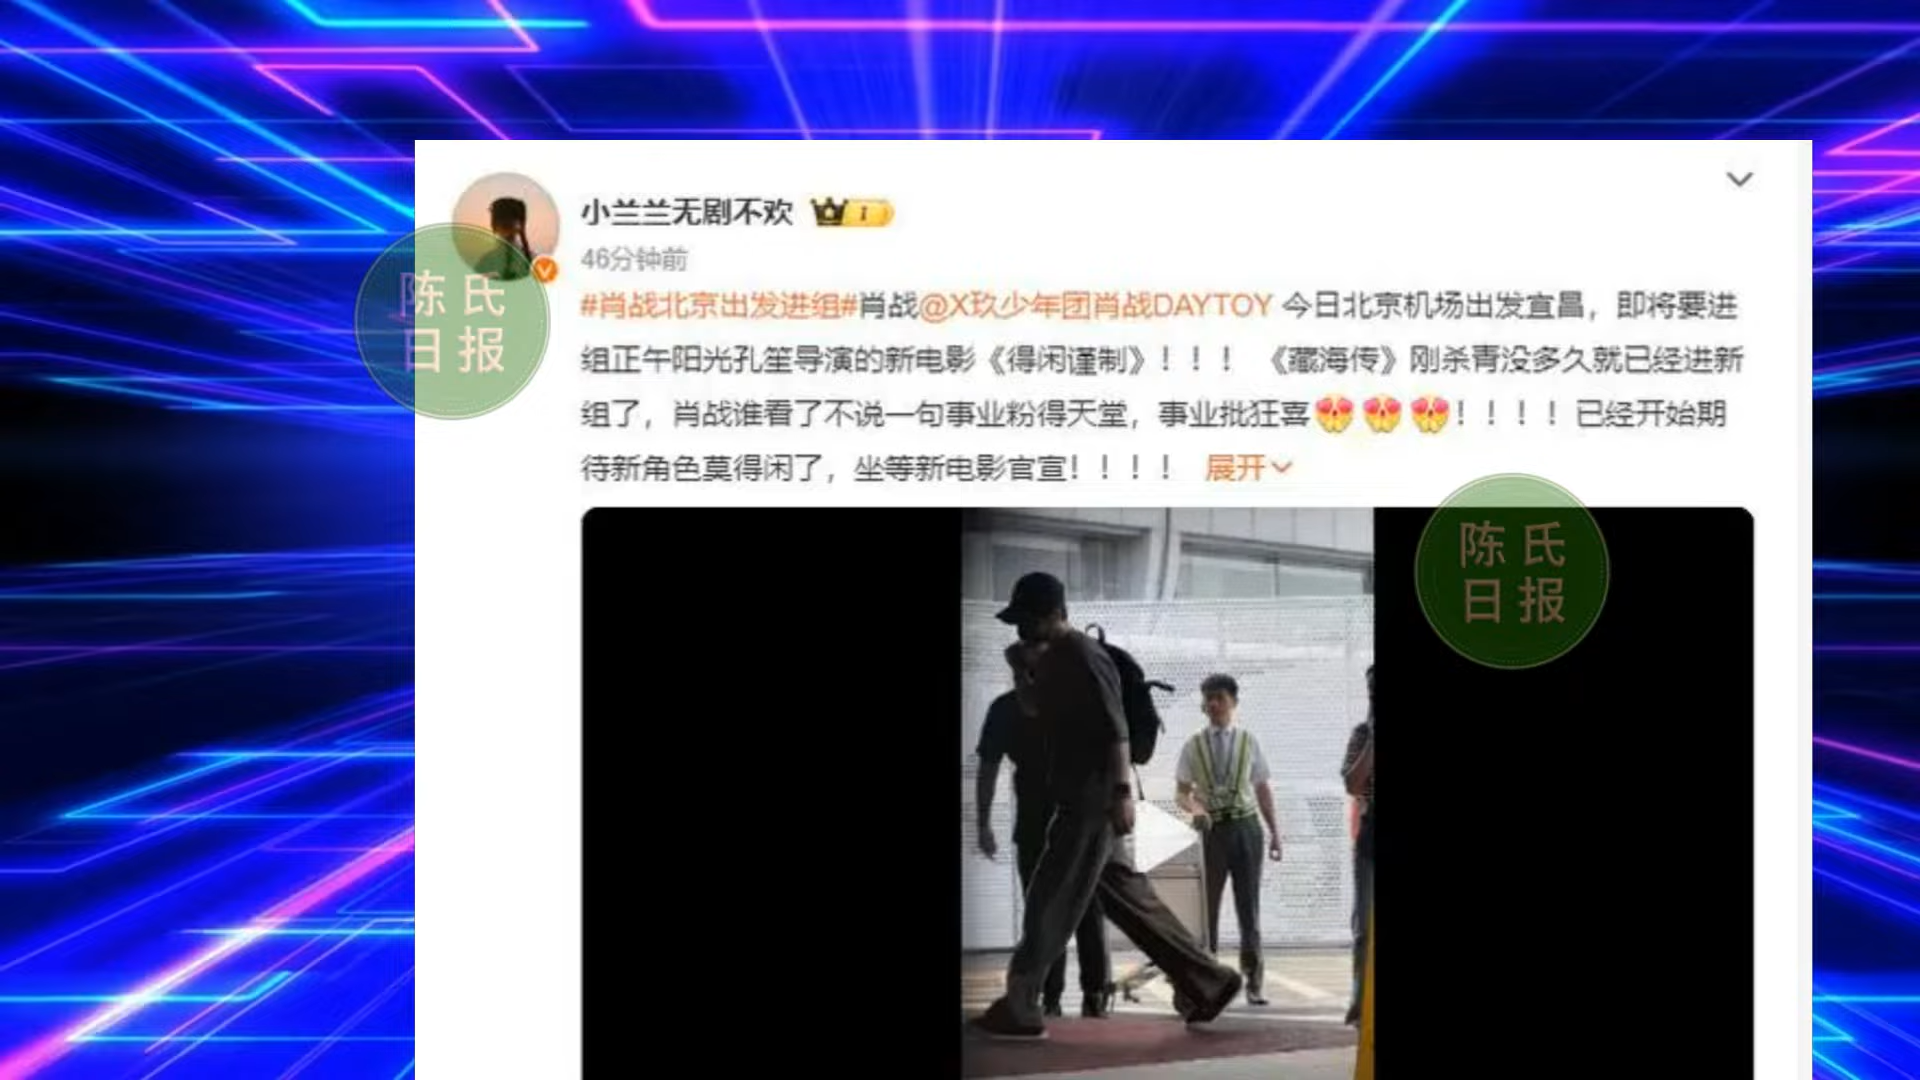 小兰兰无剧不欢
46分钟前
#肖战北京出发进组#肖战@X玖少年团肖战DAYTOY 今日北京机场出发宜昌，即将要进
组正午阳光孔笙导演的新电影《得闲谨制》！！！ 《藏海传》刚杀青没多久就已经进新
组了，肖战谁看了不说一句事业粉得天堂，事业批狂喜😍😍😍！！！！已经开始期
待新角色莫得闲了，坐等新电影官宣！！！！ 展开
陈氏
日报
陈氏
日报